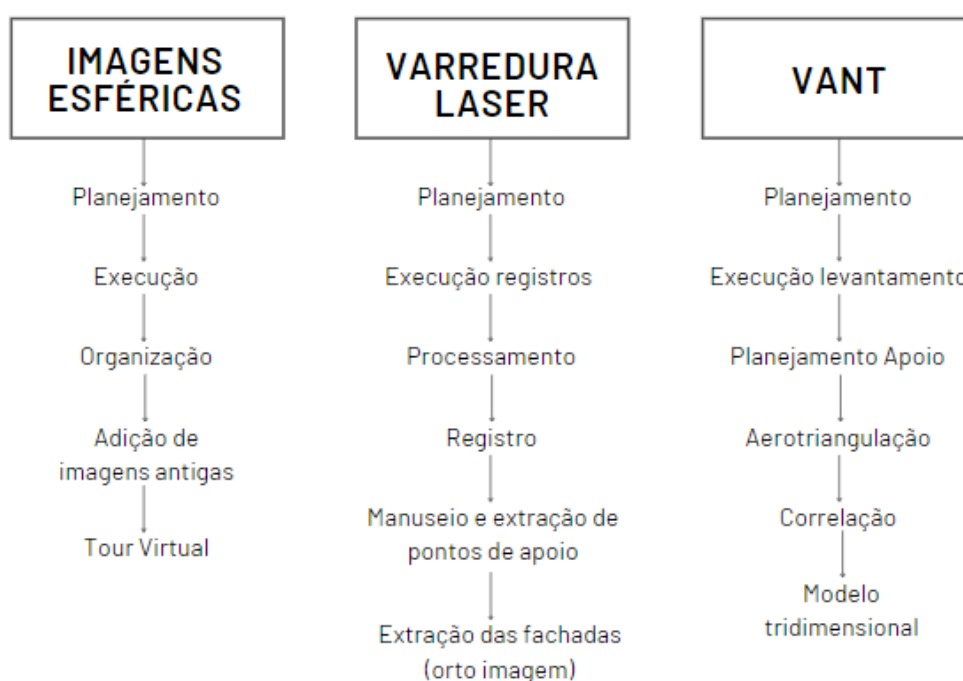 IMAGENS
ESFÉRICAS
Planejamento
Execução
Organização
Adição de
imagens antigas
Tour Virtual
VARREDURA
LASER
Planejamento
Execução registros
Processamento
Registro
Manuseio e extração de
pontos de apoio
Extração das fachadas
(orto imagem)
VANT
Planejamento
Execução levantamento
Planejamento Apoio
Aerotriangulação
Correlação
Modelo
tridimensional